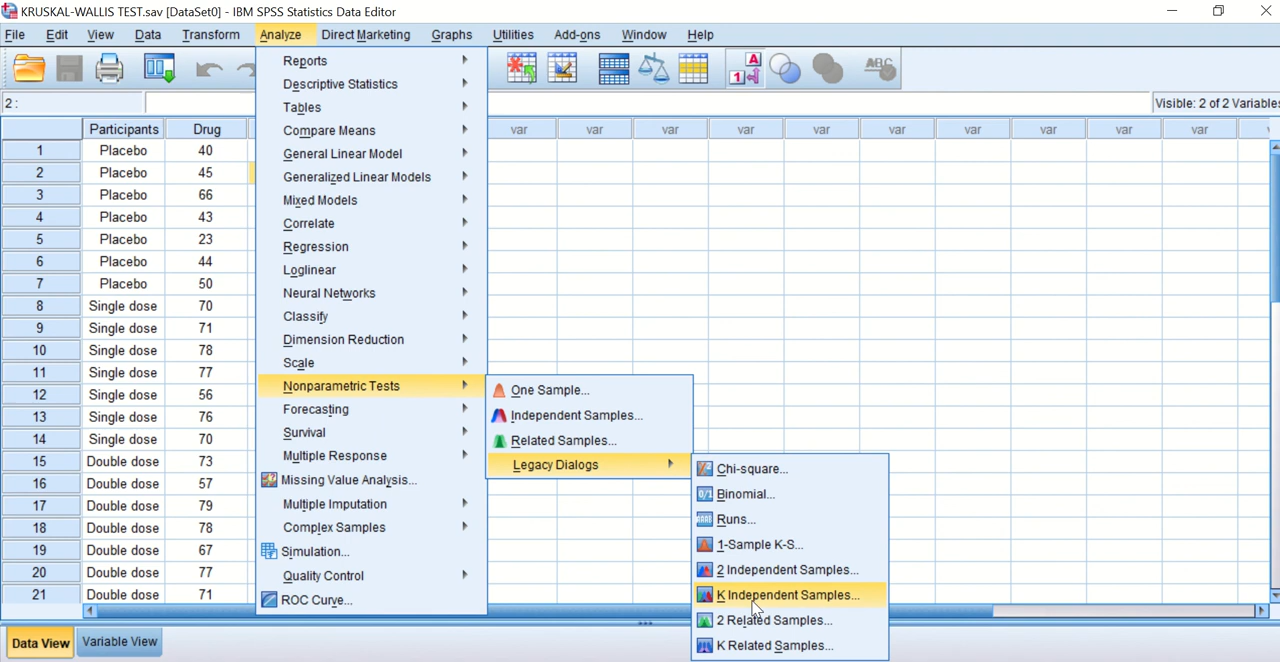 KRUSKAL-WALLIS TEST.sav [DataSet0] - IBM SPSS Statistics Data Editor
File Edit View Data Transform Analyze Direct Marketing Graphs Utilities Add-ons Window Help
A
1
ABC
2 :
Visible: 2 of 2 Variables
Participants Drug var var var var var var var var var var
1 Placebo 40
2 Placebo 45
3 Placebo 66
4 Placebo 43
5 Placebo 23
6 Placebo 44
7 Placebo 50
8 Single dose 70
9 Single dose 71
10 Single dose 78
11 Single dose 77
12 Single dose 56
13 Single dose 76
14 Single dose 70
15 Double dose 73
16 Double dose 57
17 Double dose 79
18 Double dose 78
19 Double dose 67
20 Double dose 77
21 Double dose 71
Reports
Descriptive Statistics
Tables
Compare Means
General Linear Model
Generalized Linear Models
Mixed Models
Correlate
Regression
Loglinear
Neural Networks
Classify
Dimension Reduction
Scale
Nonparametric Tests
Forecasting
Survival
Multiple Response
Missing Value Analysis...
Multiple Imputation
Complex Samples
Simulation...
Quality Control
ROC Curve...
One Sample...
Independent Samples...
Related Samples...
Legacy Dialogs
Chi-square...
0/1 Binomial...
AAAB Runs...
1-Sample K-S...
2 Independent Samples...
K Independent Samples...
2 Related Samples...
K Related Samples...
Data View Variable View